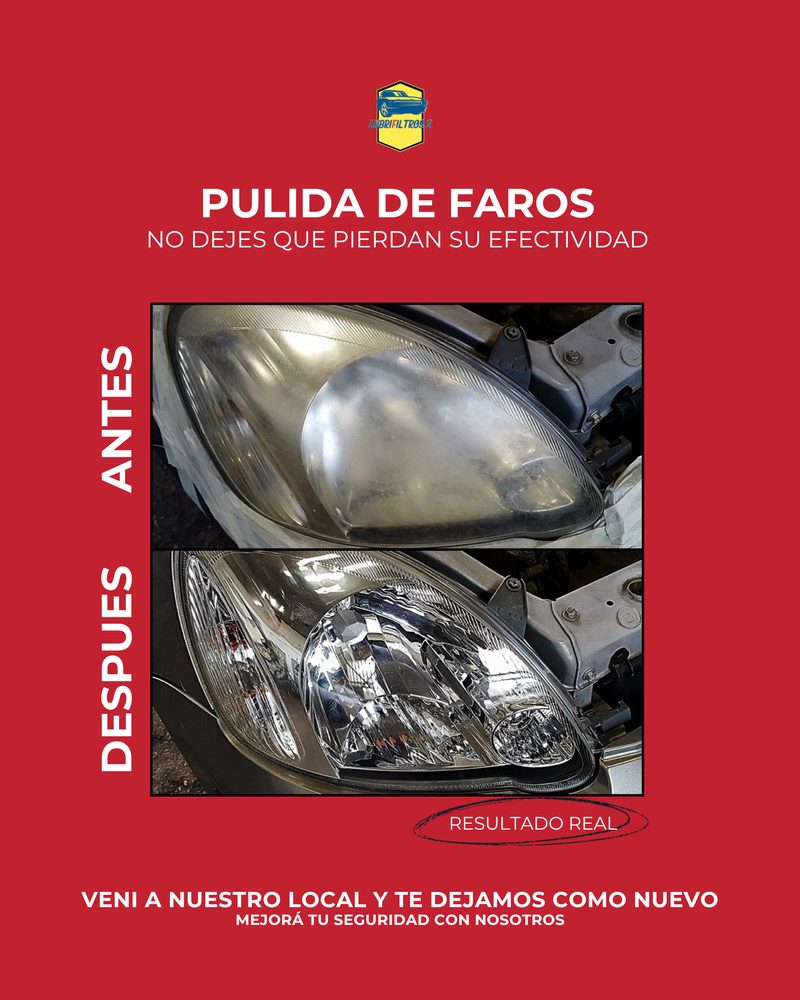 LUBRIFILTROS 2
PULIDA DE FAROS
NO DEJES QUE PIERDAN SU EFECTIVIDAD
ANTES
DESPUES
RESULTADO REAL
VENI A NUESTRO LOCAL Y TE DEJAMOS COMO NUEVO
MEJORÁ TU SEGURIDAD CON NOSOTROS